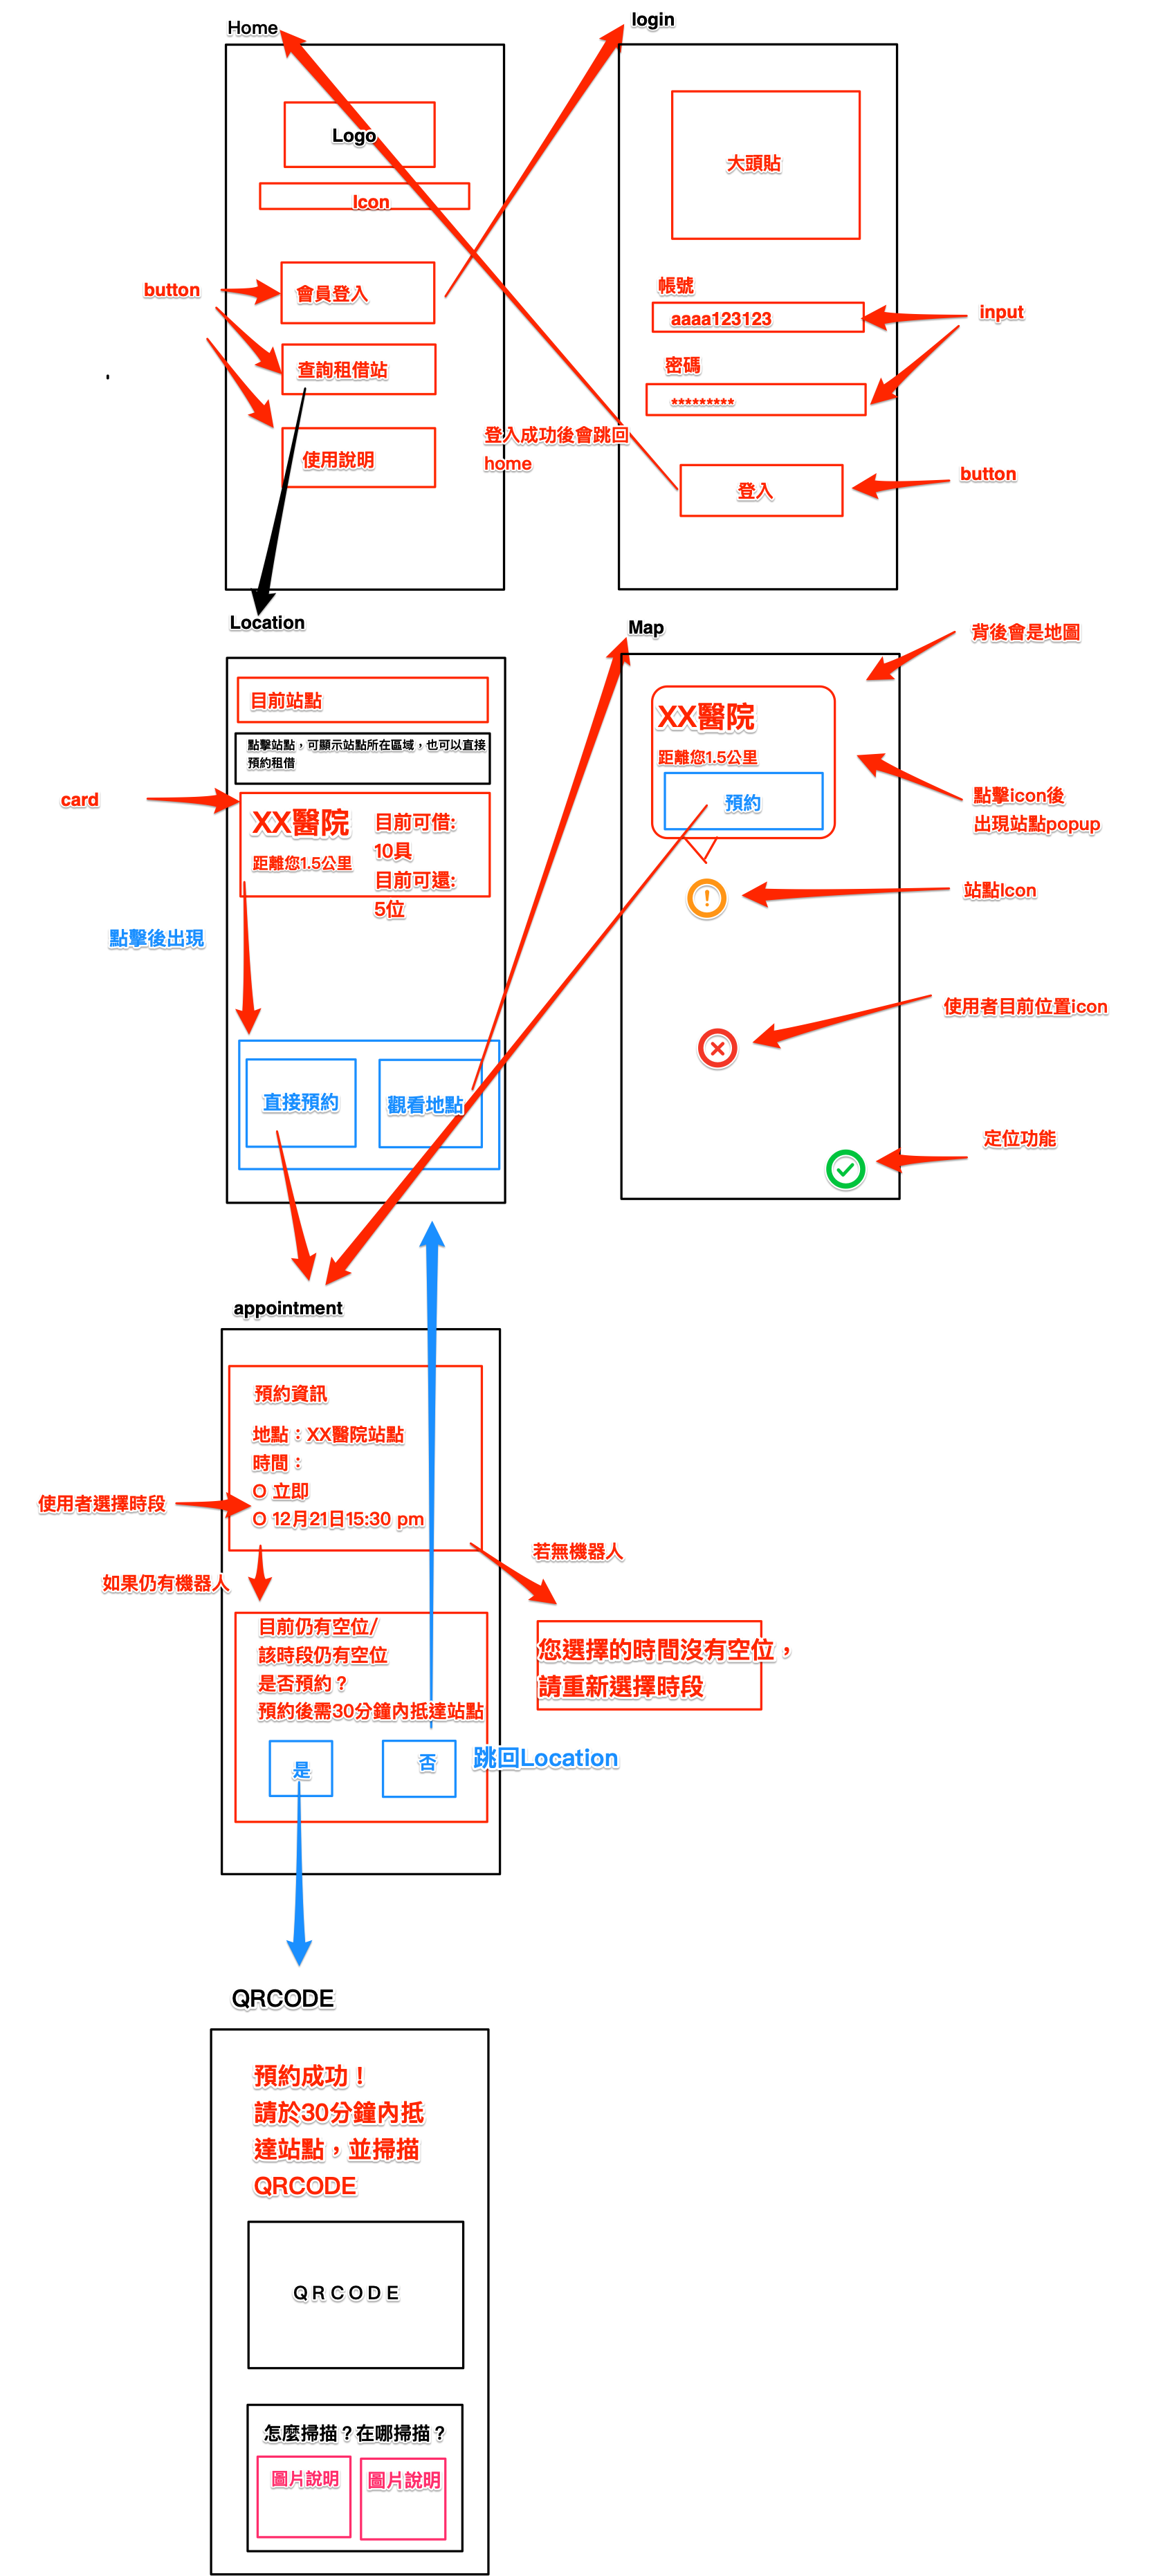 Home
Logo
Icon
button
會員登入
查詢租借站
使用說明
login
大頭貼
帳號
aaaa123123
input
密碼
*********
登入成功後會跳回
home
登入
button
Location
目前站點
點擊站點，可顯示站點所在區域，也可以直接
預約租借
card
XX醫院
距離您1.5公里
目前可借:
10具
目前可還:
5位
點擊後出現
直接預約
觀看地點
Map
背後會是地圖
XX醫院
距離您1.5公里
預約
點擊icon後
出現站點popup
站點Icon
使用者目前位置icon
定位功能
appointment
預約資訊
地點：XX醫院站點
時間：
O 立即
O 12月21日15:30 pm
使用者選擇時段
若無機器人
如果仍有機器人
目前仍有空位/
該時段仍有空位
是否預約？
預約後需30分鐘內抵達站點
您選擇的時間沒有空位，
請重新選擇時段
是
否
跳回Location
QRCODE
預約成功！
請於30分鐘內抵
達站點，並掃描
QRCODE
QRCODE
怎麼掃描？在哪掃描？
圖片說明
圖片說明